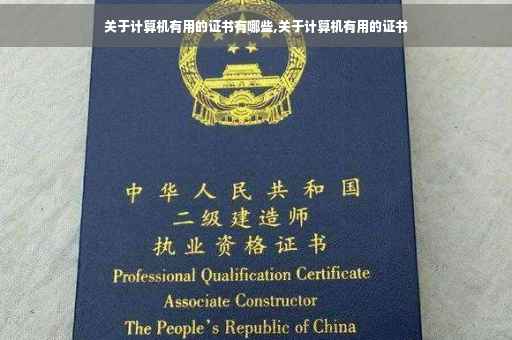 关于计算机有用的证书有哪些,关于计算机有用的证书
中华人民共和国
二级建造师
执业资格证书
Professional Qualification Certificate
Associate Constructor
The People's Republic of China